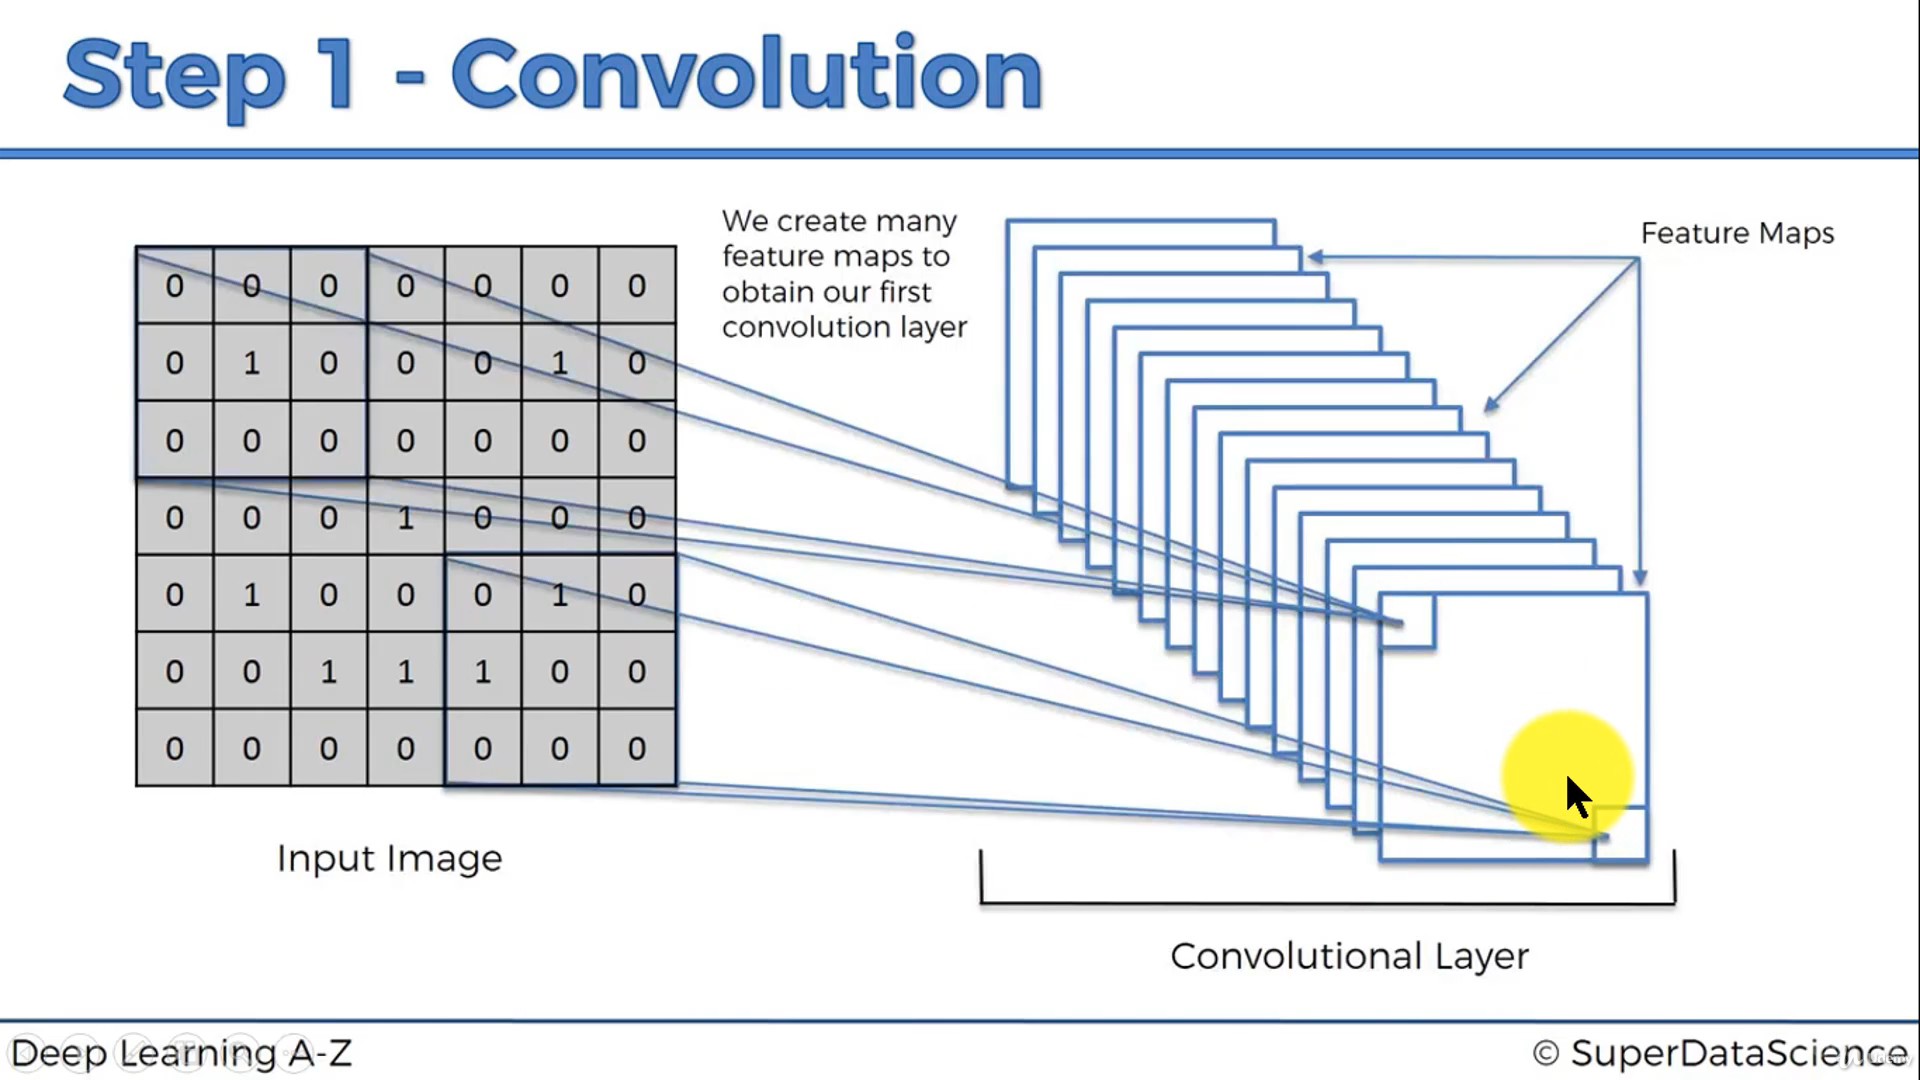 Step 1 - Convolution
We create many
feature maps to
obtain our first
convolution layer
Feature Maps
0 0 0 0 0 0 0
0 1 0 0 0 1 0
0 0 0 0 0 0 0
0 0 0 1 0 0 0
0 1 0 0 0 1 0
0 0 1 1 1 0 0
0 0 0 0 0 0 0
Input Image
Convolutional Layer
Deep Learning A-Z
© SuperDataScience